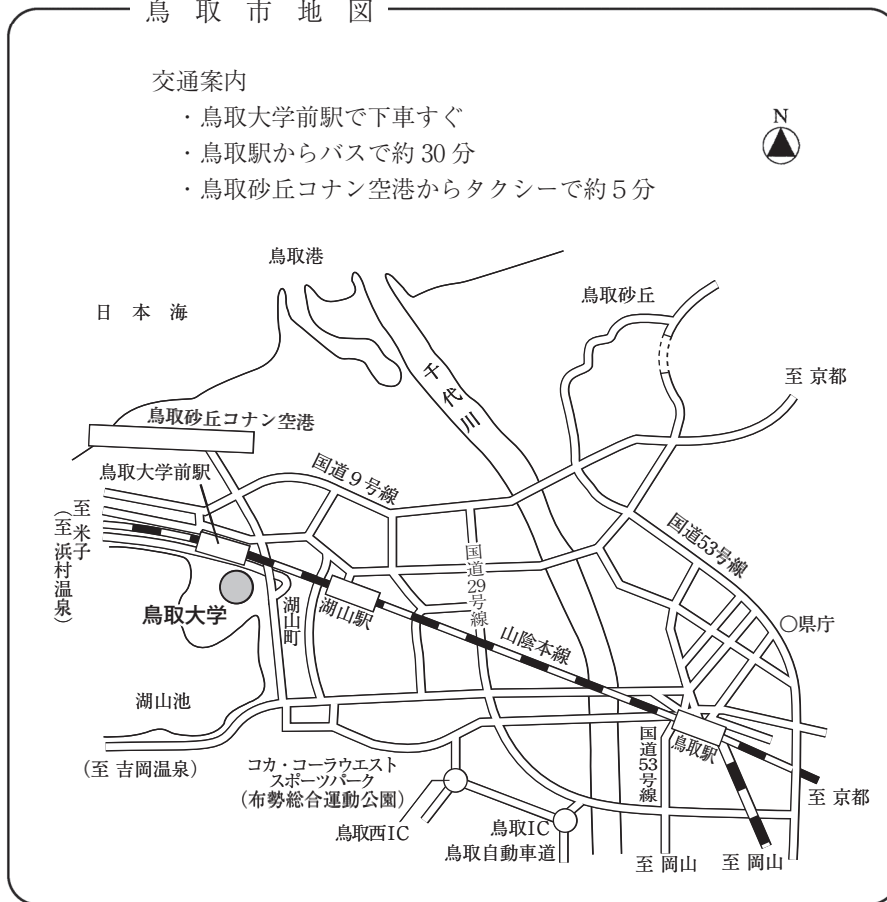 鳥取市地図
交通案内
・鳥取大学前駅で下車すぐ
・鳥取駅からバスで約30分
・鳥取砂丘コナン空港からタクシーで約5分
N
鳥取港
日本海
鳥取砂丘
千代川
至 京都
鳥取砂丘コナン空港
鳥取大学前駅
国道9号線
至 米子
(至 浜村温泉)
国道53号線
国道29号線
鳥取大学
湖山町
湖山駅
山陰本線
○県庁
湖山池
(至 吉岡温泉)
コカ・コーラウエスト
スポーツパーク
(布勢総合運動公園)
国道53号線
鳥取駅
至 京都
鳥取西IC
鳥取IC
鳥取自動車道
至 岡山
至 岡山